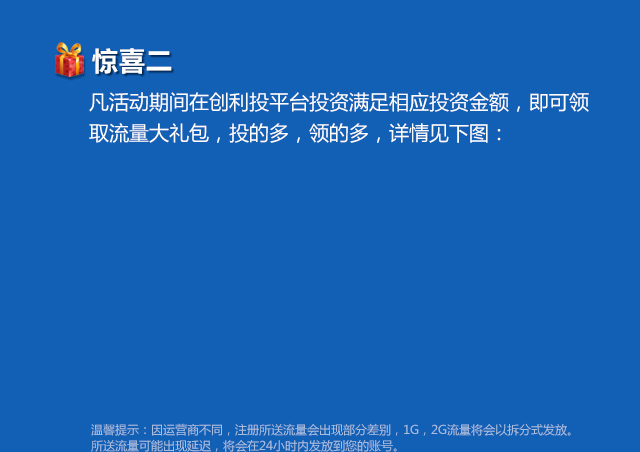 惊喜二
凡活动期间在创利投平台投资满足相应投资金额，即可领
取流量大礼包，投的多，领的多，详情见下图：
温馨提示：因运营商不同，注册所送流量会出现部分差别，1G，2G流量将会以拆分式发放。
所送流量可能出现延迟，将会在24小时内发放到您的账号。